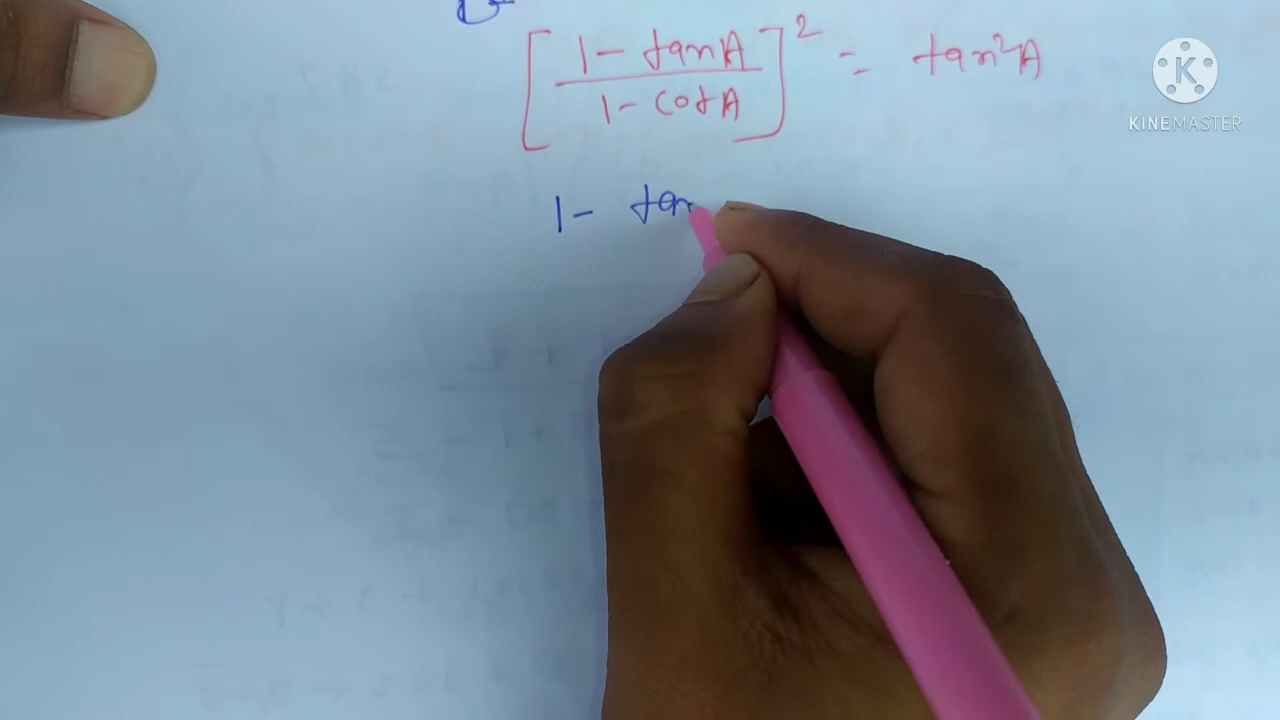 [ 1 - tanA / 1 - cotA ]² = tan²A
1 - tan
K
KINEMASTER